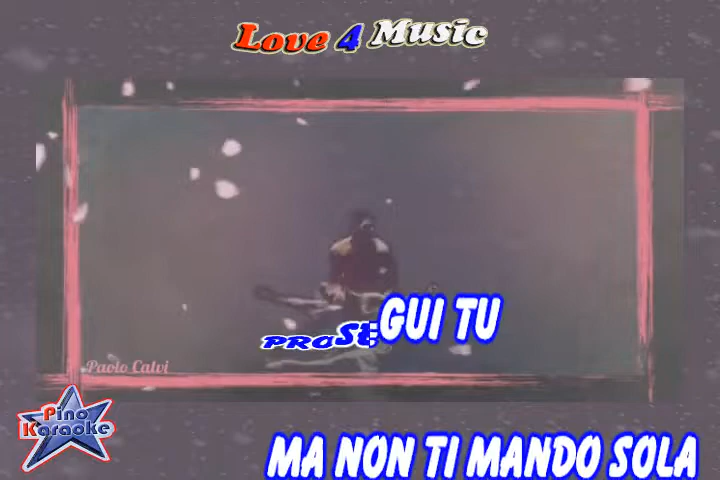 Love 4 Music
PROSEGUI TU
Paolo Calvi
Pino
Karaoke
MA NON TI MANDO SOLA